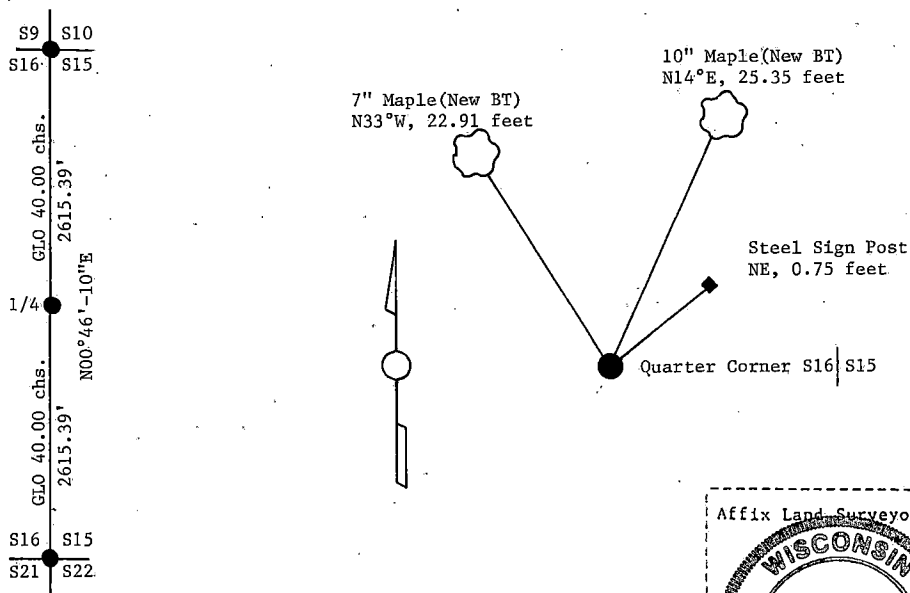 S9 S10
S16 S15
GLO 40.00 chs.
2615.39'
1/4
N00°46'-10"E
GLO 40.00 chs.
2615.39'
S16 S15
S21 S22
7" Maple(New BT)
N33°W, 22.91 feet
10" Maple(New BT)
N14°E, 25.35 feet
Steel Sign Post
NE, 0.75 feet
Quarter Corner S16|S15
Affix Land Surveyo
WISCONSIN